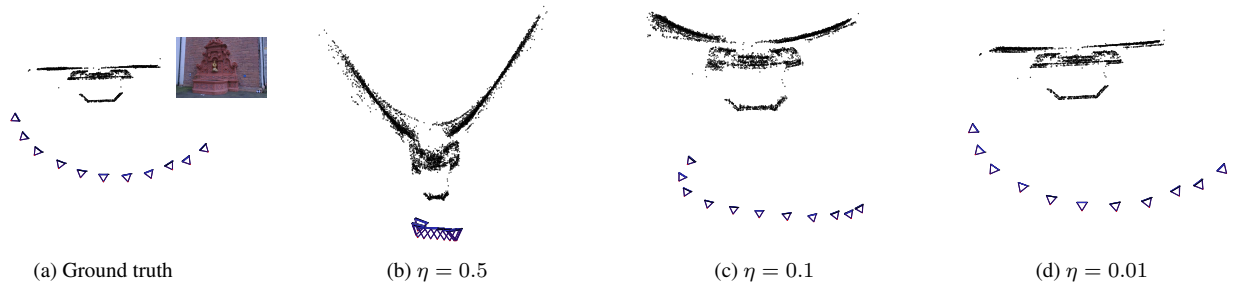 (a) Ground truth
(b) η = 0.5
(c) η = 0.1
(d) η = 0.01